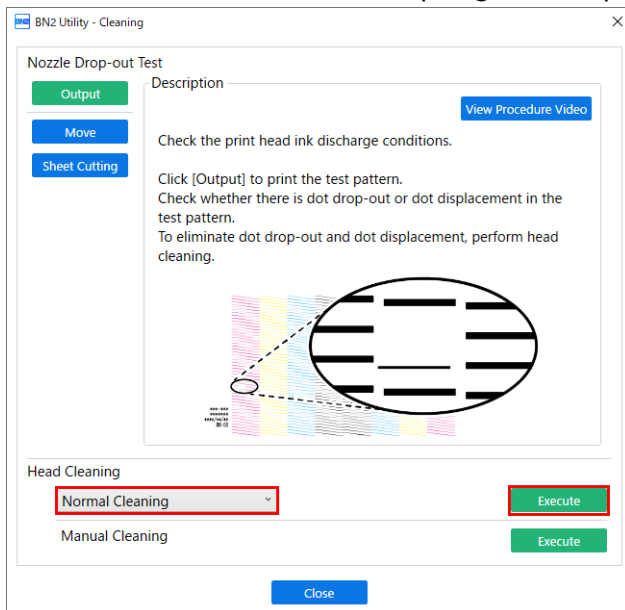 BN2 Utility - Cleaning
Nozzle Drop-out Test
Output
Move
Sheet Cutting
Description
View Procedure Video
Check the print head ink discharge conditions.
Click [Output] to print the test pattern.
Check whether there is dot drop-out or dot displacement in the
test pattern.
To eliminate dot drop-out and dot displacement, perform head
cleaning.
Head Cleaning
Normal Cleaning
Execute
Manual Cleaning
Execute
Close